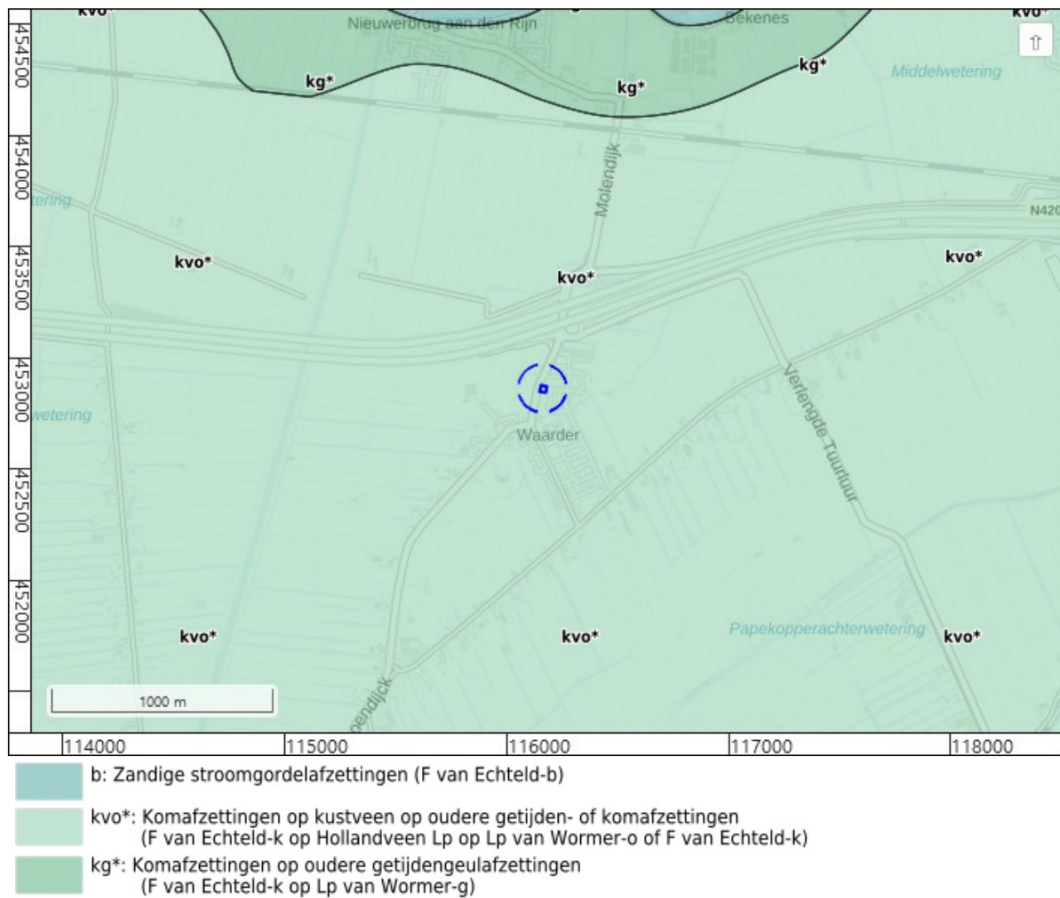 kvo*
Nieuwerbrug aan den Rijn
Bekenes
kvo*
454500
kg*
kg*
kg*
⇧
Middelwetering
454000
Molendijk
tering
N420
453500
kvo*
kvo*
kvo*
453000
wetering
Waarder
Verlengde Tuurluur
452500
452000
kvo*
kvo*
Papekopperachterwetering
kvo*
1000 m
pendijck
114000
115000
116000
117000
118000
b: Zandige stroomgordelafzettingen (F van Echteld-b)
kvo*: Komafzettingen op kustveen op oudere getijden- of komafzettingen
(F van Echteld-k op Hollandveen Lp op Lp van Wormer-o of F van Echteld-k)
kg*: Komafzettingen op oudere getijdengeulafzettingen
(F van Echteld-k op Lp van Wormer-g)